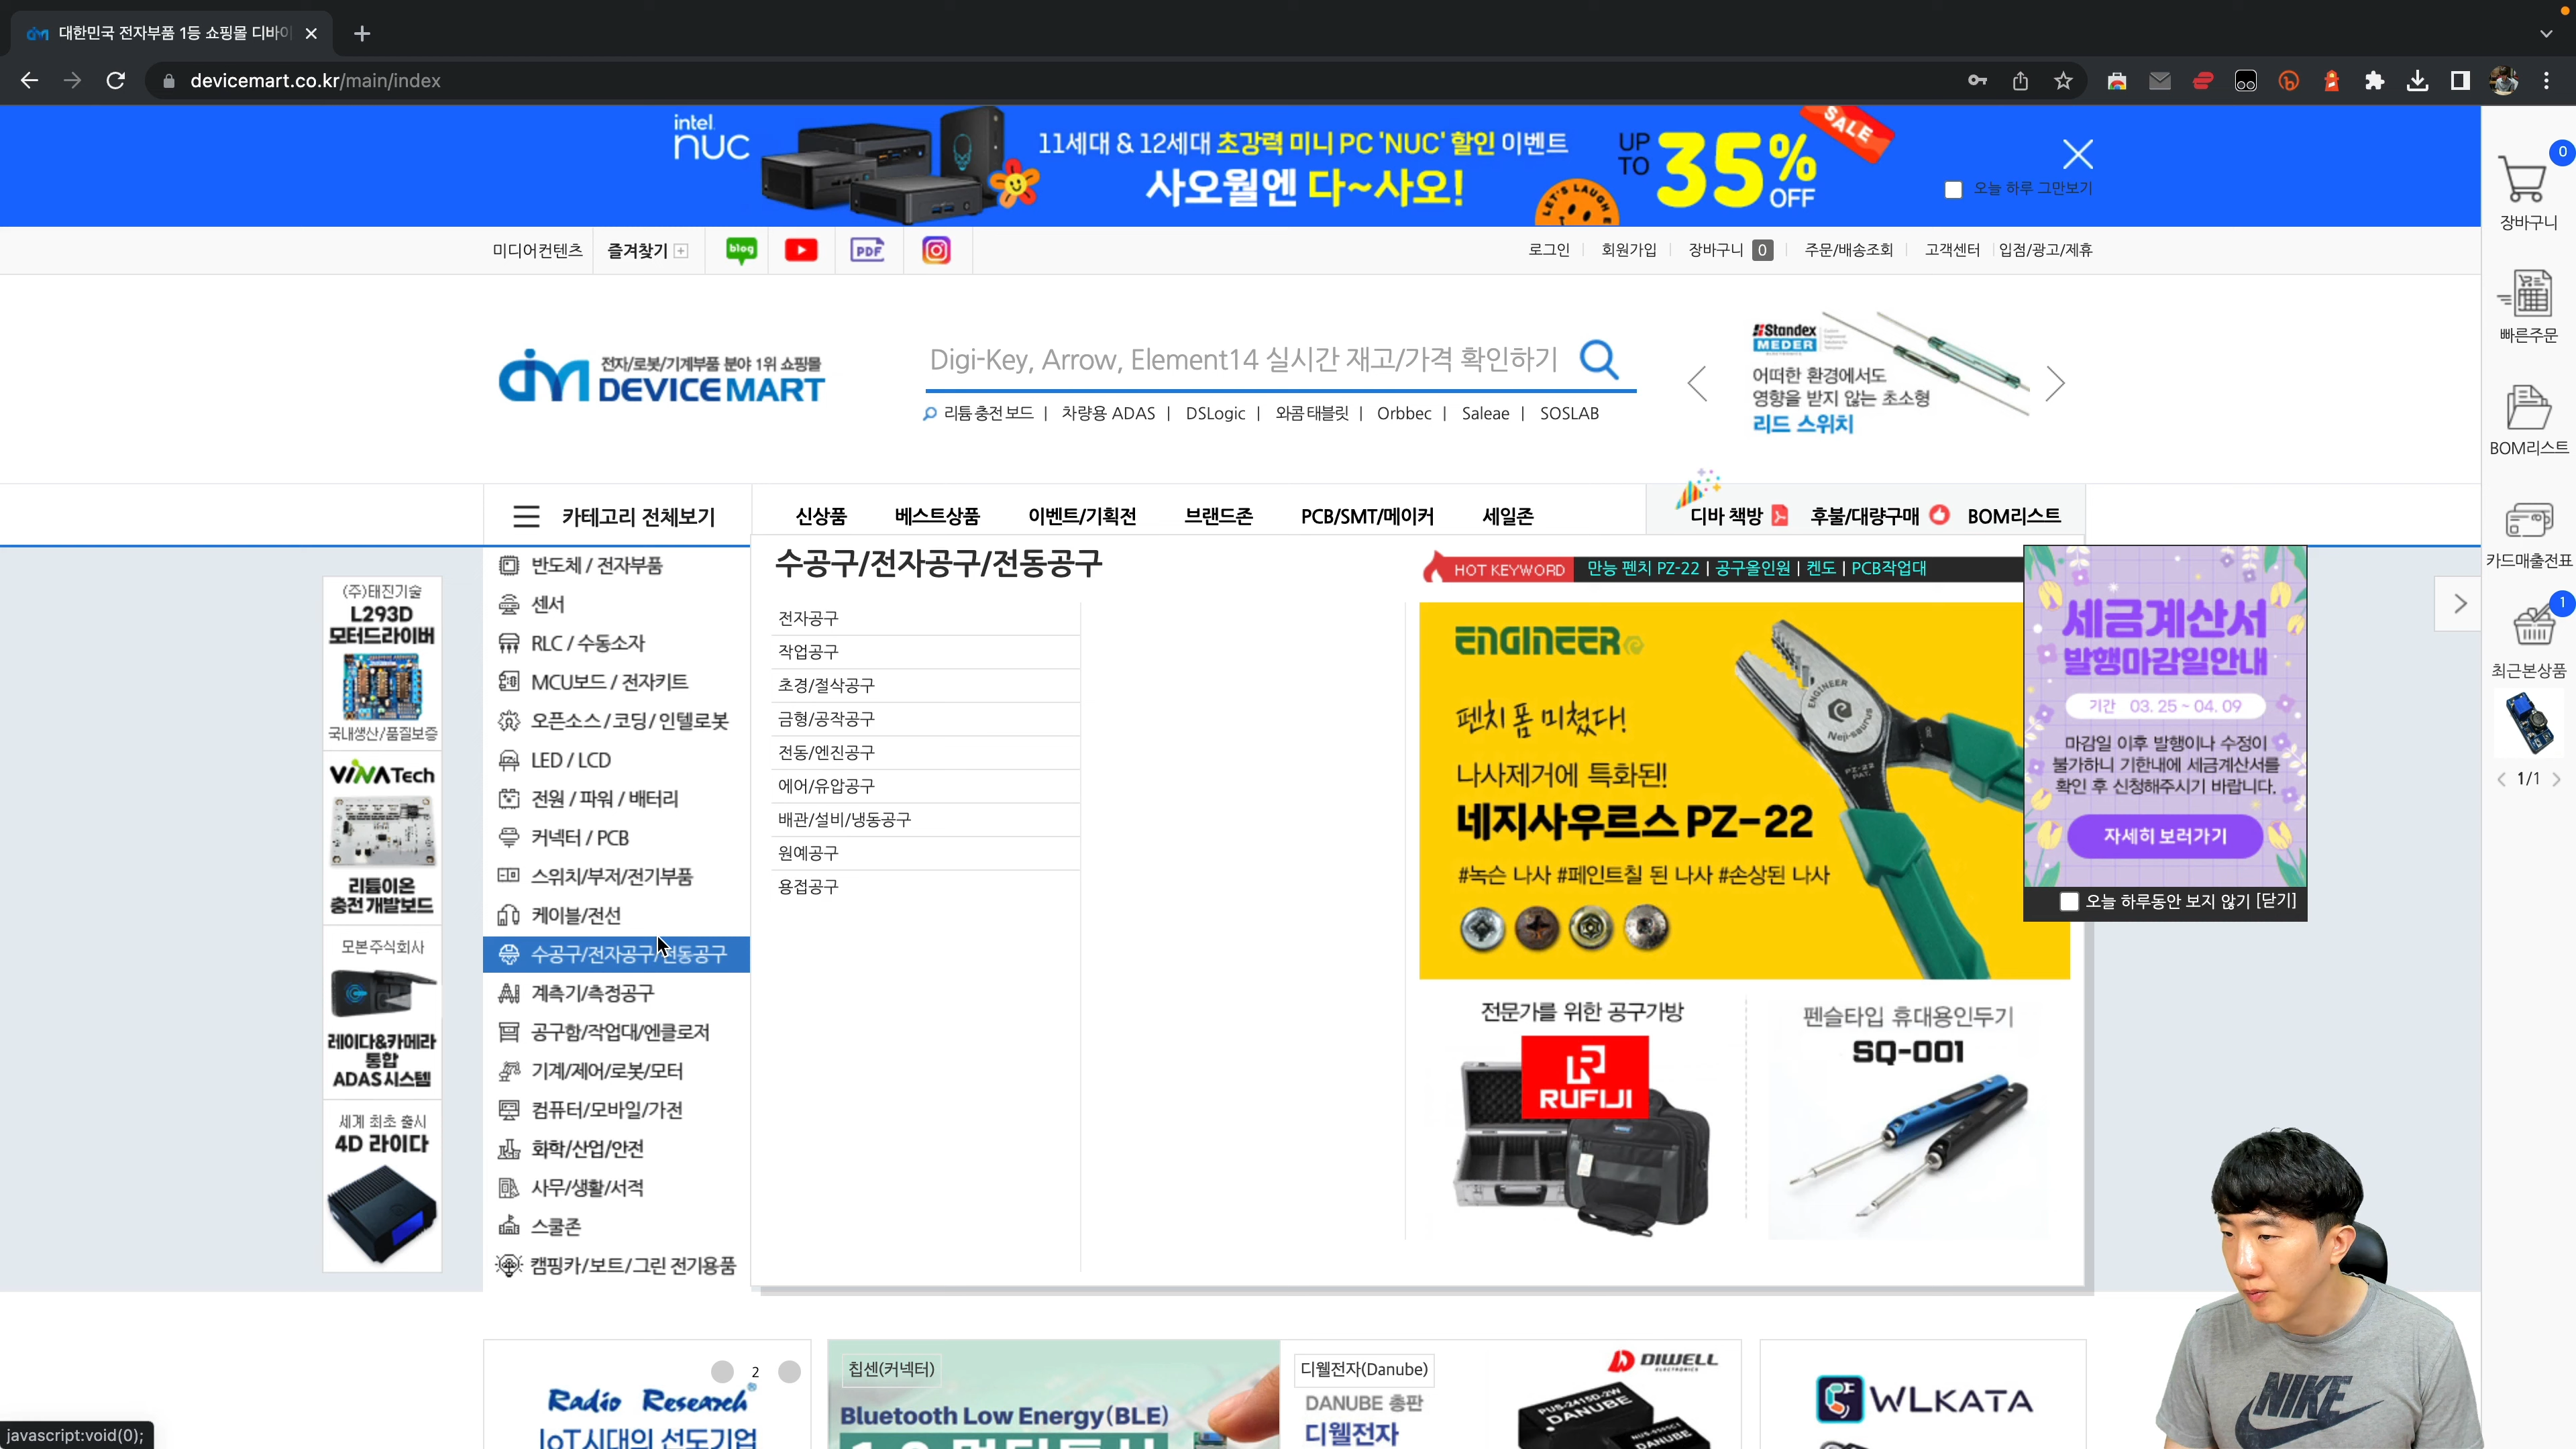 대한민국 전자부품 1등 쇼핑몰 디바이
devicemart.co.kr/main/index
intel
nuc
11세대 & 12세대 초강력 미니 PC 'NUC' 할인 이벤트
사오월엔 다~사오!
UP TO 35% OFF
SALE
LET'S LAUGH
오늘 하루 그만보기
미디어컨텐츠
즐겨찾기
blog
PDF
로그인
회원가입
장바구니 0
주문/배송조회
고객센터
입점/광고/제휴
전자/로봇/기계부품 분야 1위 쇼핑몰
DEVICE MART
Digi-Key, Arrow, Element14 실시간 재고/가격 확인하기
리튬 충전 보드 | 차량용 ADAS | DSLogic | 와콤 태블릿 | Orbbec | Saleae | SOSLAB
Standex
MEDER
어떠한 환경에서도
영향을 받지 않는 초소형
리드 스위치
카테고리 전체보기
신상품
베스트상품
이벤트/기획전
브랜드존
PCB/SMT/메이커
세일존
디바 책방
후불/대량구매
BOM리스트
(주)태진기술
L293D
모터드라이버
국내생산/품질보증
VINATech
리튬이온
충전 개발보드
모본주식회사
레이다&카메라
통합
ADAS시스템
세계 최초 출시
4D 라이다
반도체 / 전자부품
센서
RLC / 수동소자
MCU보드 / 전자키트
오픈소스 / 코딩 / 인텔로봇
LED / LCD
전원 / 파워 / 배터리
커넥터 / PCB
스위치/부저/전기부품
케이블/전선
수공구/전자공구/전동공구
계측기/측정공구
공구함/작업대/엔클로저
기계/제어/로봇/모터
컴퓨터/모바일/가전
화학/산업/안전
사무/생활/서적
스쿨존
캠핑카/보트/그린 전기용품
수공구/전자공구/전동공구
전자공구
작업공구
초경/절삭공구
금형/공작공구
전동/엔진공구
에어/유압공구
배관/설비/냉동공구
원예공구
용접공구
HOT KEYWORD
만능 펜치 PZ-22 | 공구올인원 | 켄도 | PCB작업대
ENGINEER
펜치 폼 미쳤다!
나사제거에 특화된!
네지사우르스 PZ-22
#녹슨 나사 #페인트칠 된 나사 #손상된 나사
ENGINEER
Neji-saurus
PZ-22
PAT.
전문가를 위한 공구가방
RUFIJI
펜슬타입 휴대용인두기
SQ-001
세금계산서
발행마감일안내
기간 03. 25 ~ 04. 09
마감일 이후 발행이나 수정이
불가하니 기한내에 세금계산서를
확인 후 신청해주시기 바랍니다.
자세히 보러가기
오늘 하루동안 보지 않기 [닫기]
0
장바구니
빠른주문
BOM리스트
카드매출전표
1
최근본상품
1/1
2
Radio Research
IoT시대의 선도기업
칩센(커넥터)
Bluetooth Low Energy(BLE)
디웰전자(Danube)
DANUBE 총판
디웰전자
DIWELL
ELECTRONICS
PUS-2415D-2W
DANUBE
DANUBE
WLKATA
NIKE
javascript:void(0);